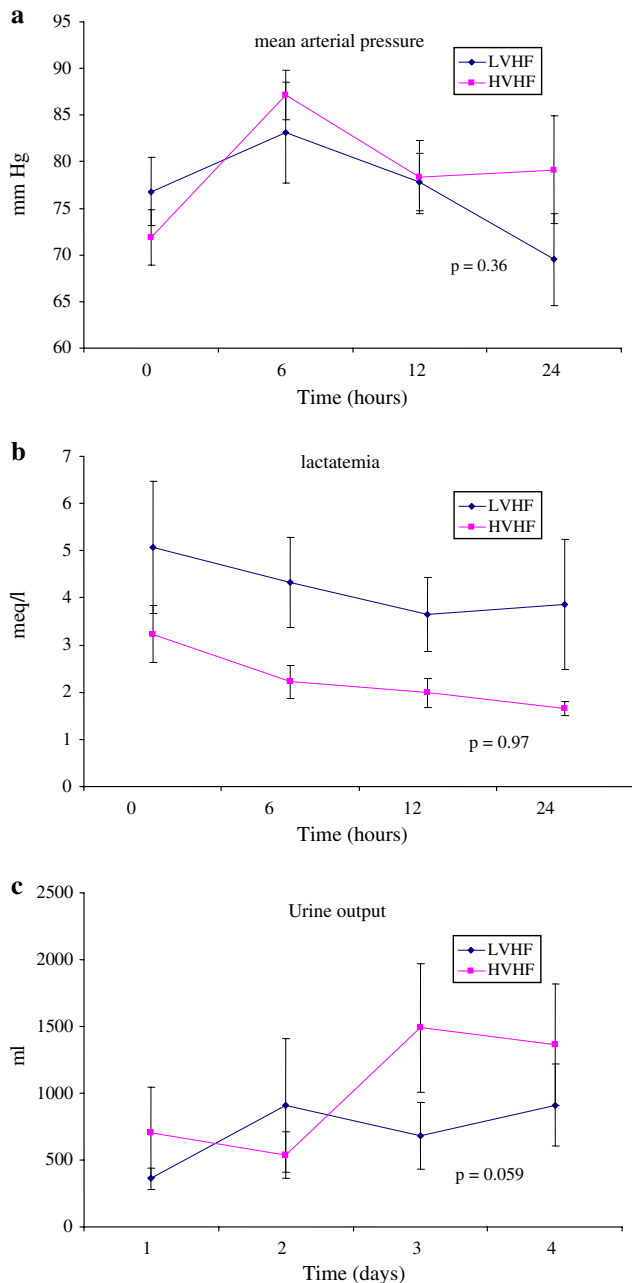 a
mean arterial pressure
LVHF
HVHF
mm Hg
95
90
85
80
75
70
65
60
p = 0.36
0 6 12 24
Time (hours)
b
lactatemia
LVHF
HVHF
meq/l
7
6
5
4
3
2
1
0
p = 0.97
0 6 12 24
Time (hours)
c
Urine output
LVHF
HVHF
ml
2500
2000
1500
1000
500
0
p = 0.059
1 2 3 4
Time (days)